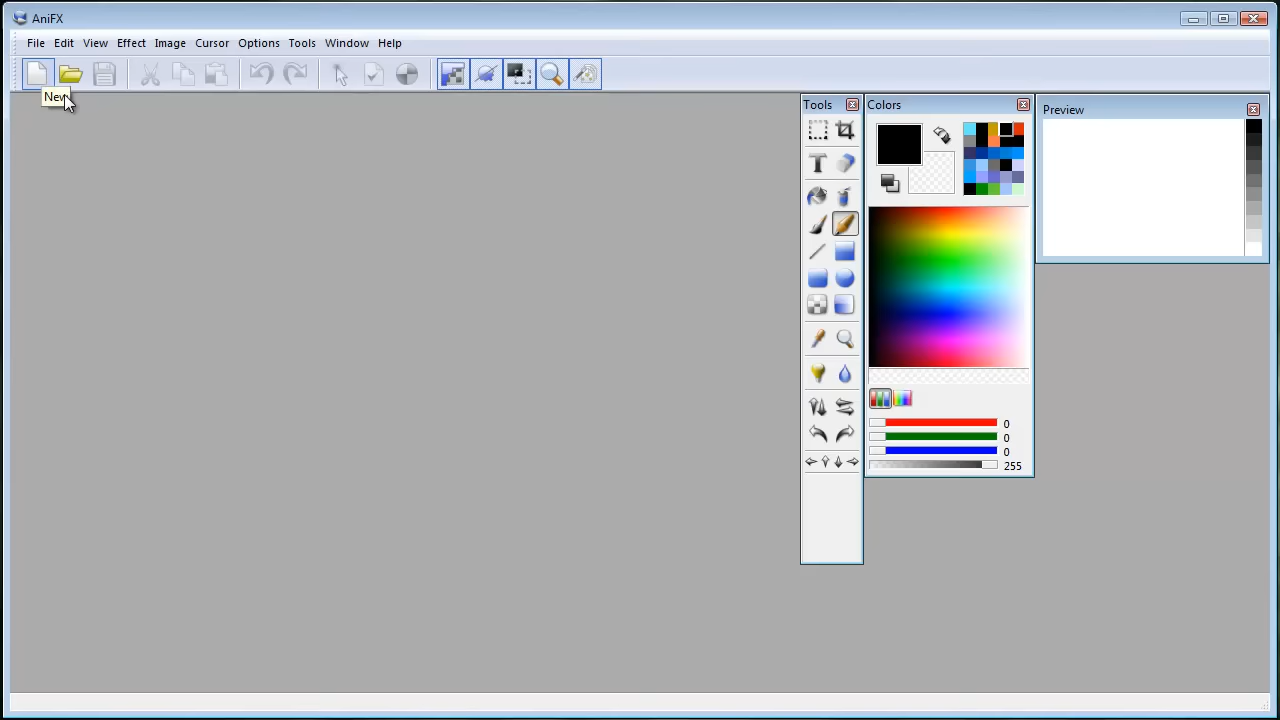 AniFX
File Edit View Effect Image Cursor Options Tools Window Help
New
Tools
Colors
Preview
0
0
0
255